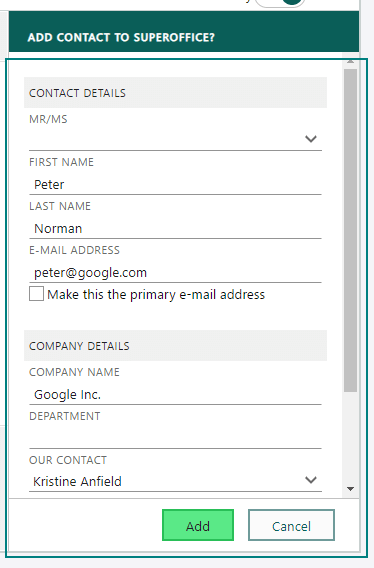 ADD CONTACT TO SUPEROFFICE?
CONTACT DETAILS
MR/MS
FIRST NAME
Peter
LAST NAME
Norman
E-MAIL ADDRESS
peter@google.com
Make this the primary e-mail address
COMPANY DETAILS
COMPANY NAME
Google Inc.
DEPARTMENT
OUR CONTACT
Kristine Anfield
Add Cancel